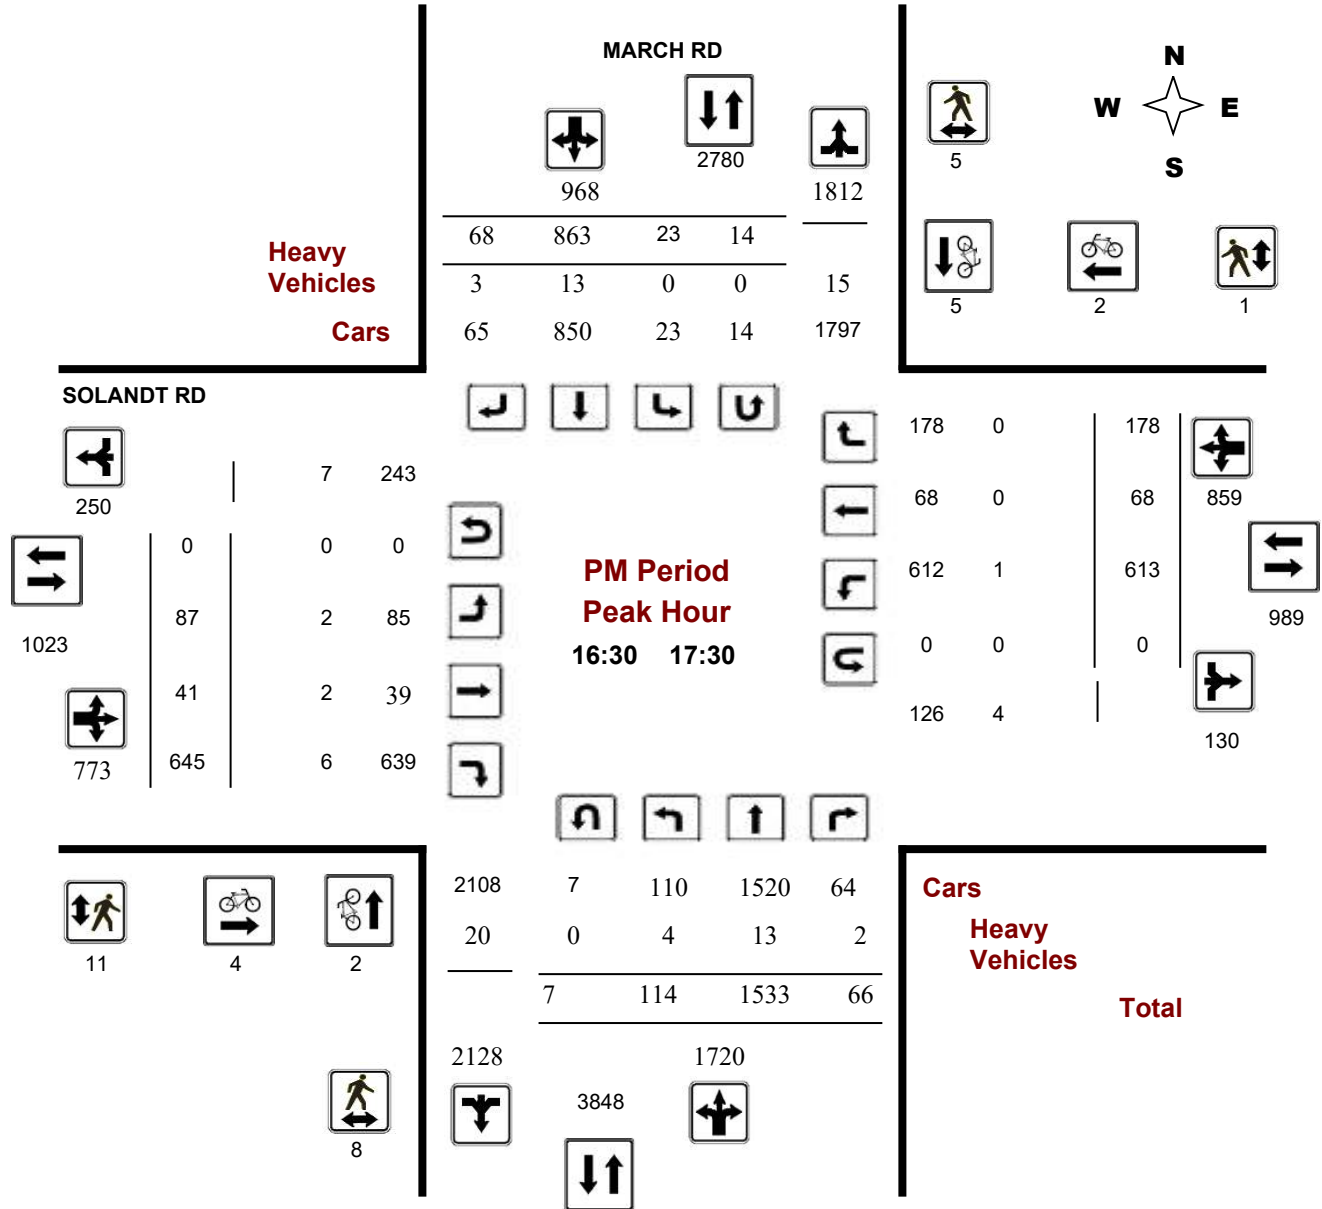 MARCH RD
N
W E
S
2780
5
968 1812
68 863 23 14
Heavy
Vehicles 3 13 0 0 15
Cars 65 850 23 14 1797
5 2 1
SOLANDT RD
178 0 178
7 243
250
68 0 68 859
0 0 0
PM Period
612 1 613
Peak Hour
87 2 85
989
1023
16:30 17:30
0 0 0
41 2 39
126 4
130
773 645 6 639
2108 7 110 1520 64 Cars
20 0 4 13 2 Heavy
Vehicles
11 4 2
7 114 1533 66 Total
2128 1720
3848
8